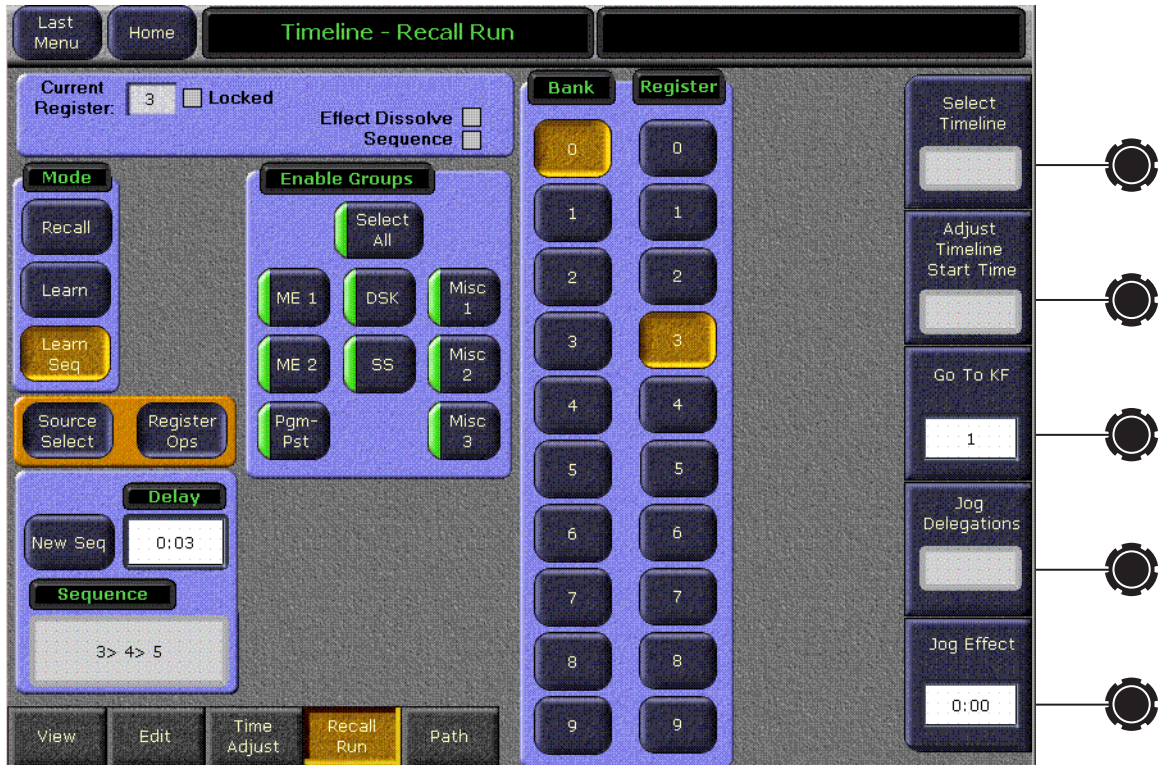 Last
Menu
Home
Timeline - Recall Run
Current
Register:
3
Locked
Effect Dissolve
Sequence
Mode
Recall
Learn
Learn
Seq
Source
Select
Register
Ops
Enable Groups
Select
All
ME 1
DSK
Misc
1
ME 2
SS
Misc
2
Pgm-
Pst
Misc
3
Delay
New Seq
0:03
Sequence
3> 4> 5
Bank
0
1
2
3
4
5
6
7
8
9
Register
0
1
2
3
4
5
6
7
8
9
Select
Timeline
Adjust
Timeline
Start Time
Go To KF
1
Jog
Delegations
Jog Effect
0:00
View
Edit
Time
Adjust
Recall
Run
Path